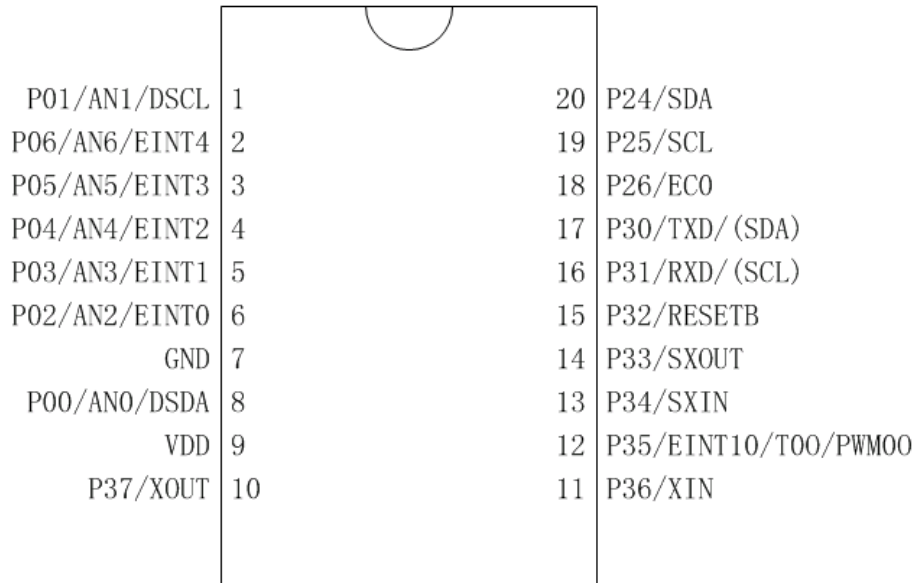 P01/AN1/DSCL 1 20 P24/SDA
P06/AN6/EINT4 2 19 P25/SCL
P05/AN5/EINT3 3 18 P26/EC0
P04/AN4/EINT2 4 17 P30/TXD/(SDA)
P03/AN3/EINT1 5 16 P31/RXD/(SCL)
P02/AN2/EINT0 6 15 P32/RESETB
GND 7 14 P33/SXOUT
P00/AN0/DSDA 8 13 P34/SXIN
VDD 9 12 P35/EINT10/T0O/PWM0O
P37/XOUT 10 11 P36/XIN